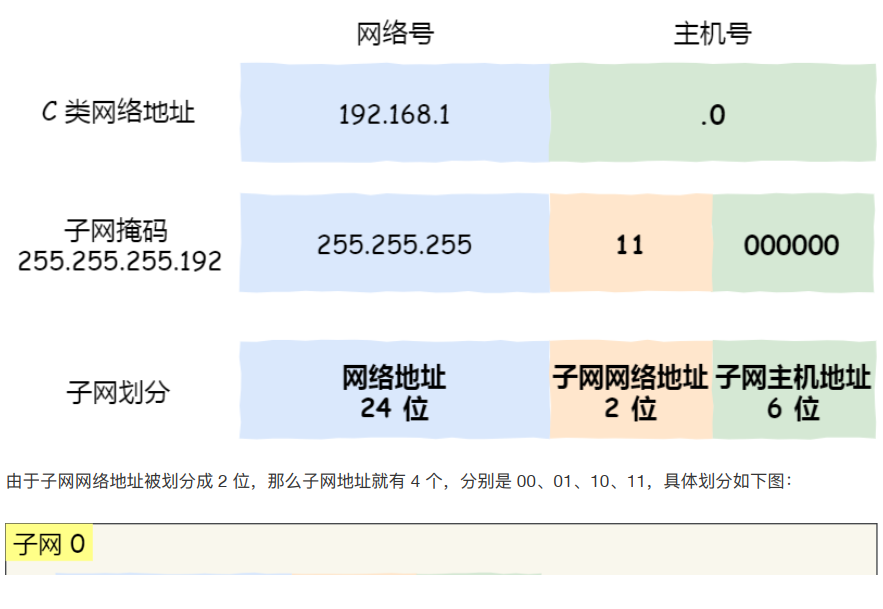 网络号 主机号
C 类网络地址 192.168.1 .0
子网掩码
255.255.255.192
255.255.255 11 000000
子网划分
网络地址
24 位
子网网络地址
2 位
子网主机地址
6 位
由于子网网络地址被划分成 2 位，那么子网地址就有 4 个，分别是 00、01、10、11，具体划分如下图：
子网 0